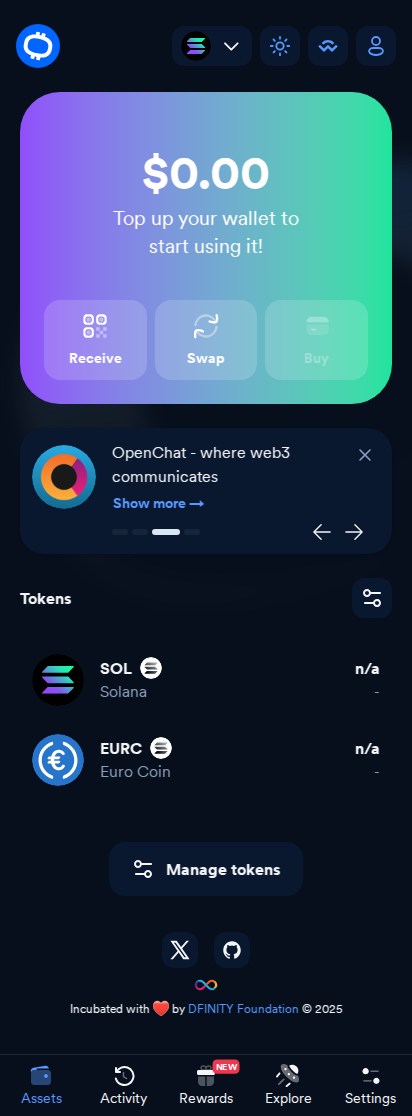 $0.00
Top up your wallet to
start using it!
Receive Swap Buy
OpenChat - where web3
communicates
Show more →
Tokens
SOL n/a
Solana -
EURC n/a
Euro Coin -
Manage tokens
Incubated with ❤️ by DFINITY Foundation © 2025
NEW
Assets Activity Rewards Explore Settings